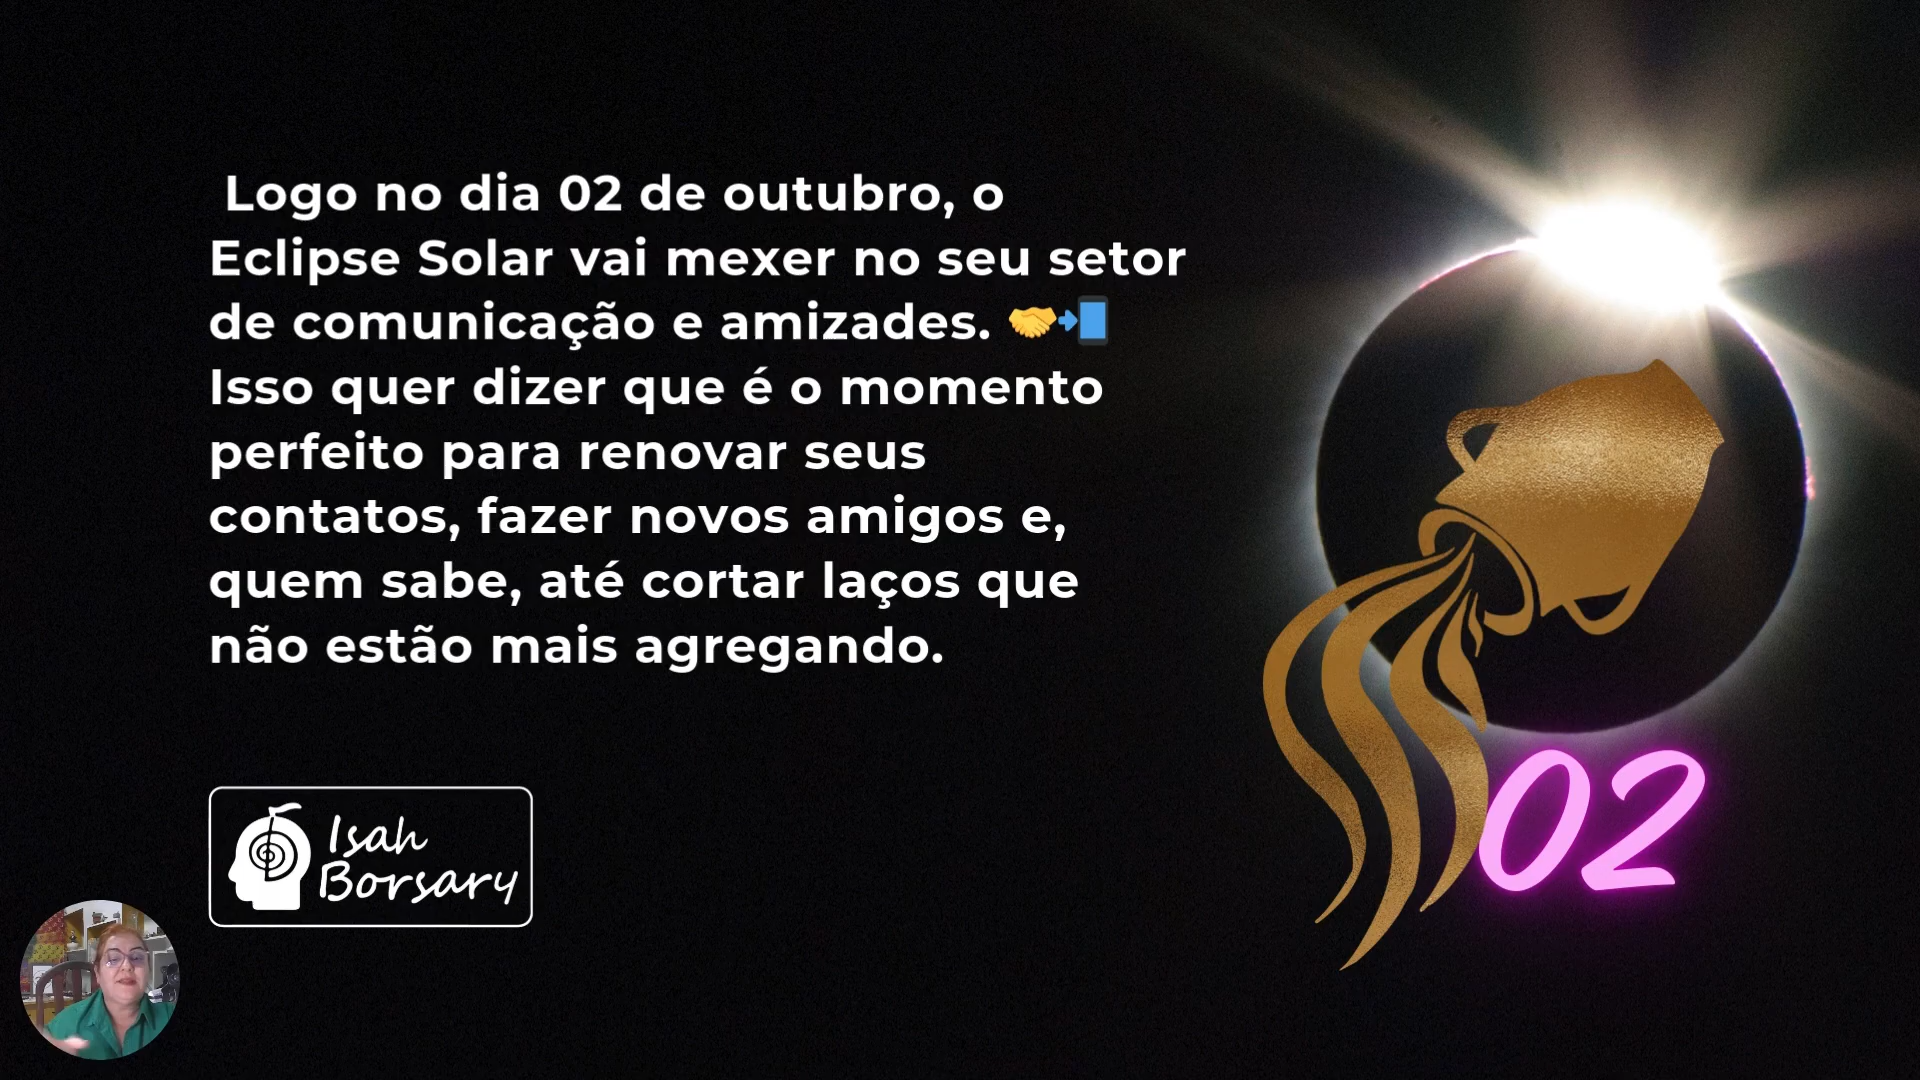 Logo no dia 02 de outubro, o
Eclipse Solar vai mexer no seu setor
de comunicação e amizades. 🤝📲
Isso quer dizer que é o momento
perfeito para renovar seus
contatos, fazer novos amigos e,
quem sabe, até cortar laços que
não estão mais agregando.
02
Isah
Borsary